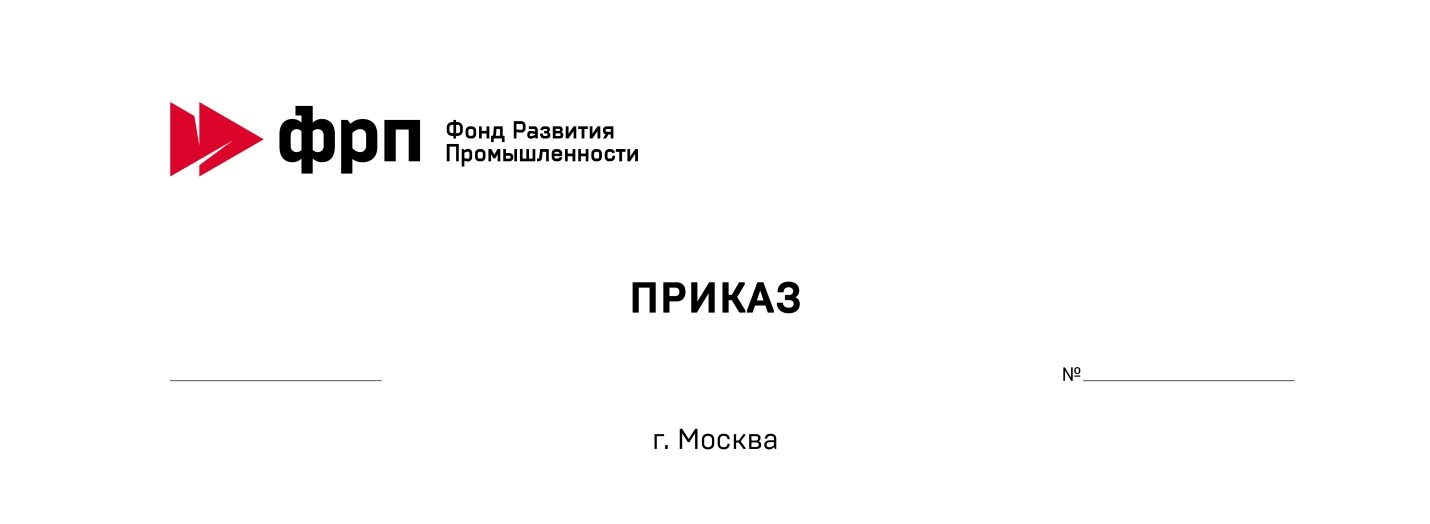 фрп
Фонд Развития
Промышленности
ПРИКАЗ
№
г. Москва